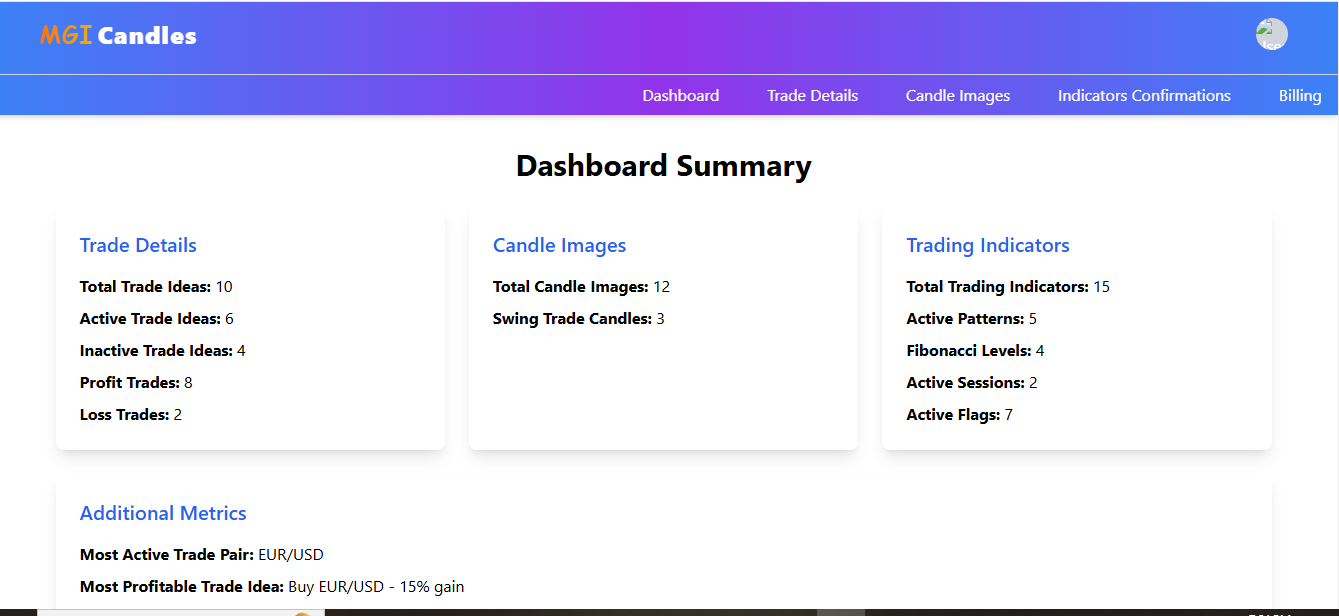 MGI Candles
Dashboard Trade Details Candle Images Indicators Confirmations Billing
Dashboard Summary
Trade Details
Total Trade Ideas: 10
Active Trade Ideas: 6
Inactive Trade Ideas: 4
Profit Trades: 8
Loss Trades: 2
Candle Images
Total Candle Images: 12
Swing Trade Candles: 3
Trading Indicators
Total Trading Indicators: 15
Active Patterns: 5
Fibonacci Levels: 4
Active Sessions: 2
Active Flags: 7
Additional Metrics
Most Active Trade Pair: EUR/USD
Most Profitable Trade Idea: Buy EUR/USD - 15% gain